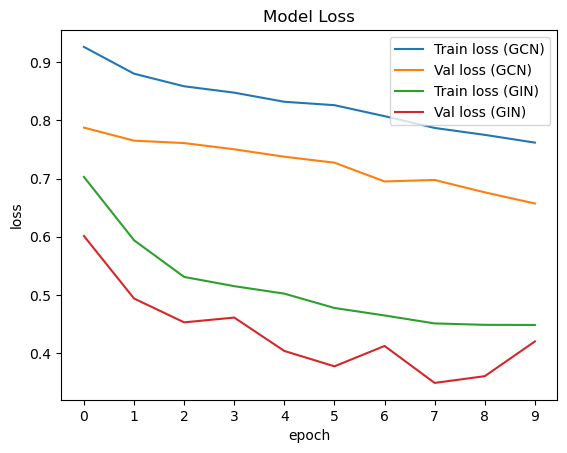 Model Loss
Train loss (GCN)
Val loss (GCN)
Train loss (GIN)
Val loss (GIN)
0.9
0.8
0.7
0.6
0.5
0.4
loss
0 1 2 3 4 5 6 7 8 9
epoch